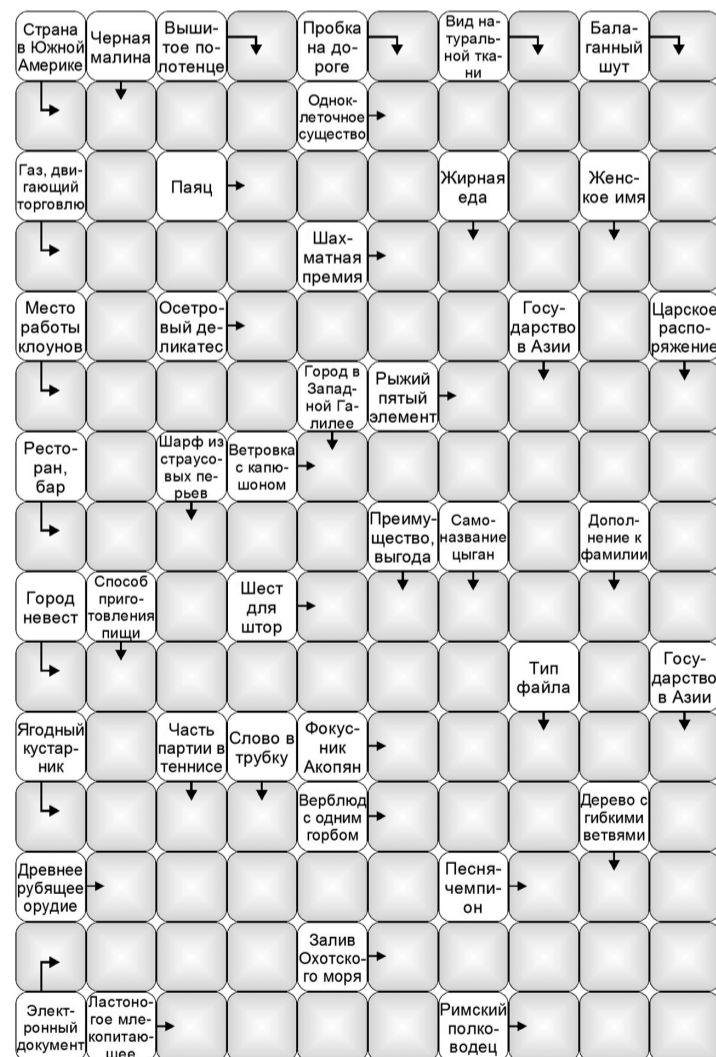 Страна
в Южной
Америке
Черная
малина
Выши-
тое по-
лотенце
Пробка
на до-
роге
Вид на-
тураль-
ной тка-
ни
Бала-
ганный
шут
Однок-
леточное
существо
Газ, дви-
гающий
торговлю
Паяц
Жирная
еда
Женс-
кое имя
Шах-
матная
премия
Место
работы
клоунов
Осетро-
вый де-
ликатес
Госу-
дарство
в Азии
Царское
распо-
ряжение
Город в
Запад-
ной Га-
лилее
Рыжий
пятый
элемент
Ресто-
ран,
бар
Шарф из
страусо-
вых пе-
рьев
Ветровка
с капю-
шоном
Преиму-
щество,
выгода
Само-
название
цыган
Допол-
нение к
фамилии
Город
невест
Способ
приго-
товления
пищи
Шест
для
штор
Тип
файла
Госу-
дарство
в Азии
Ягодный
кустар-
ник
Часть
партии в
теннисе
Слово в
трубку
Фокус-
ник
Акопян
Верблюд
с одним
горбом
Дерево с
гибкими
ветвями
Древнее
рубящее
орудие
Песня-
чемпи-
он
Залив
Охотско-
го моря
Элект-
ронный
документ
Ластоно-
гое мле-
копитаю-
щее
Римский
полко-
водец